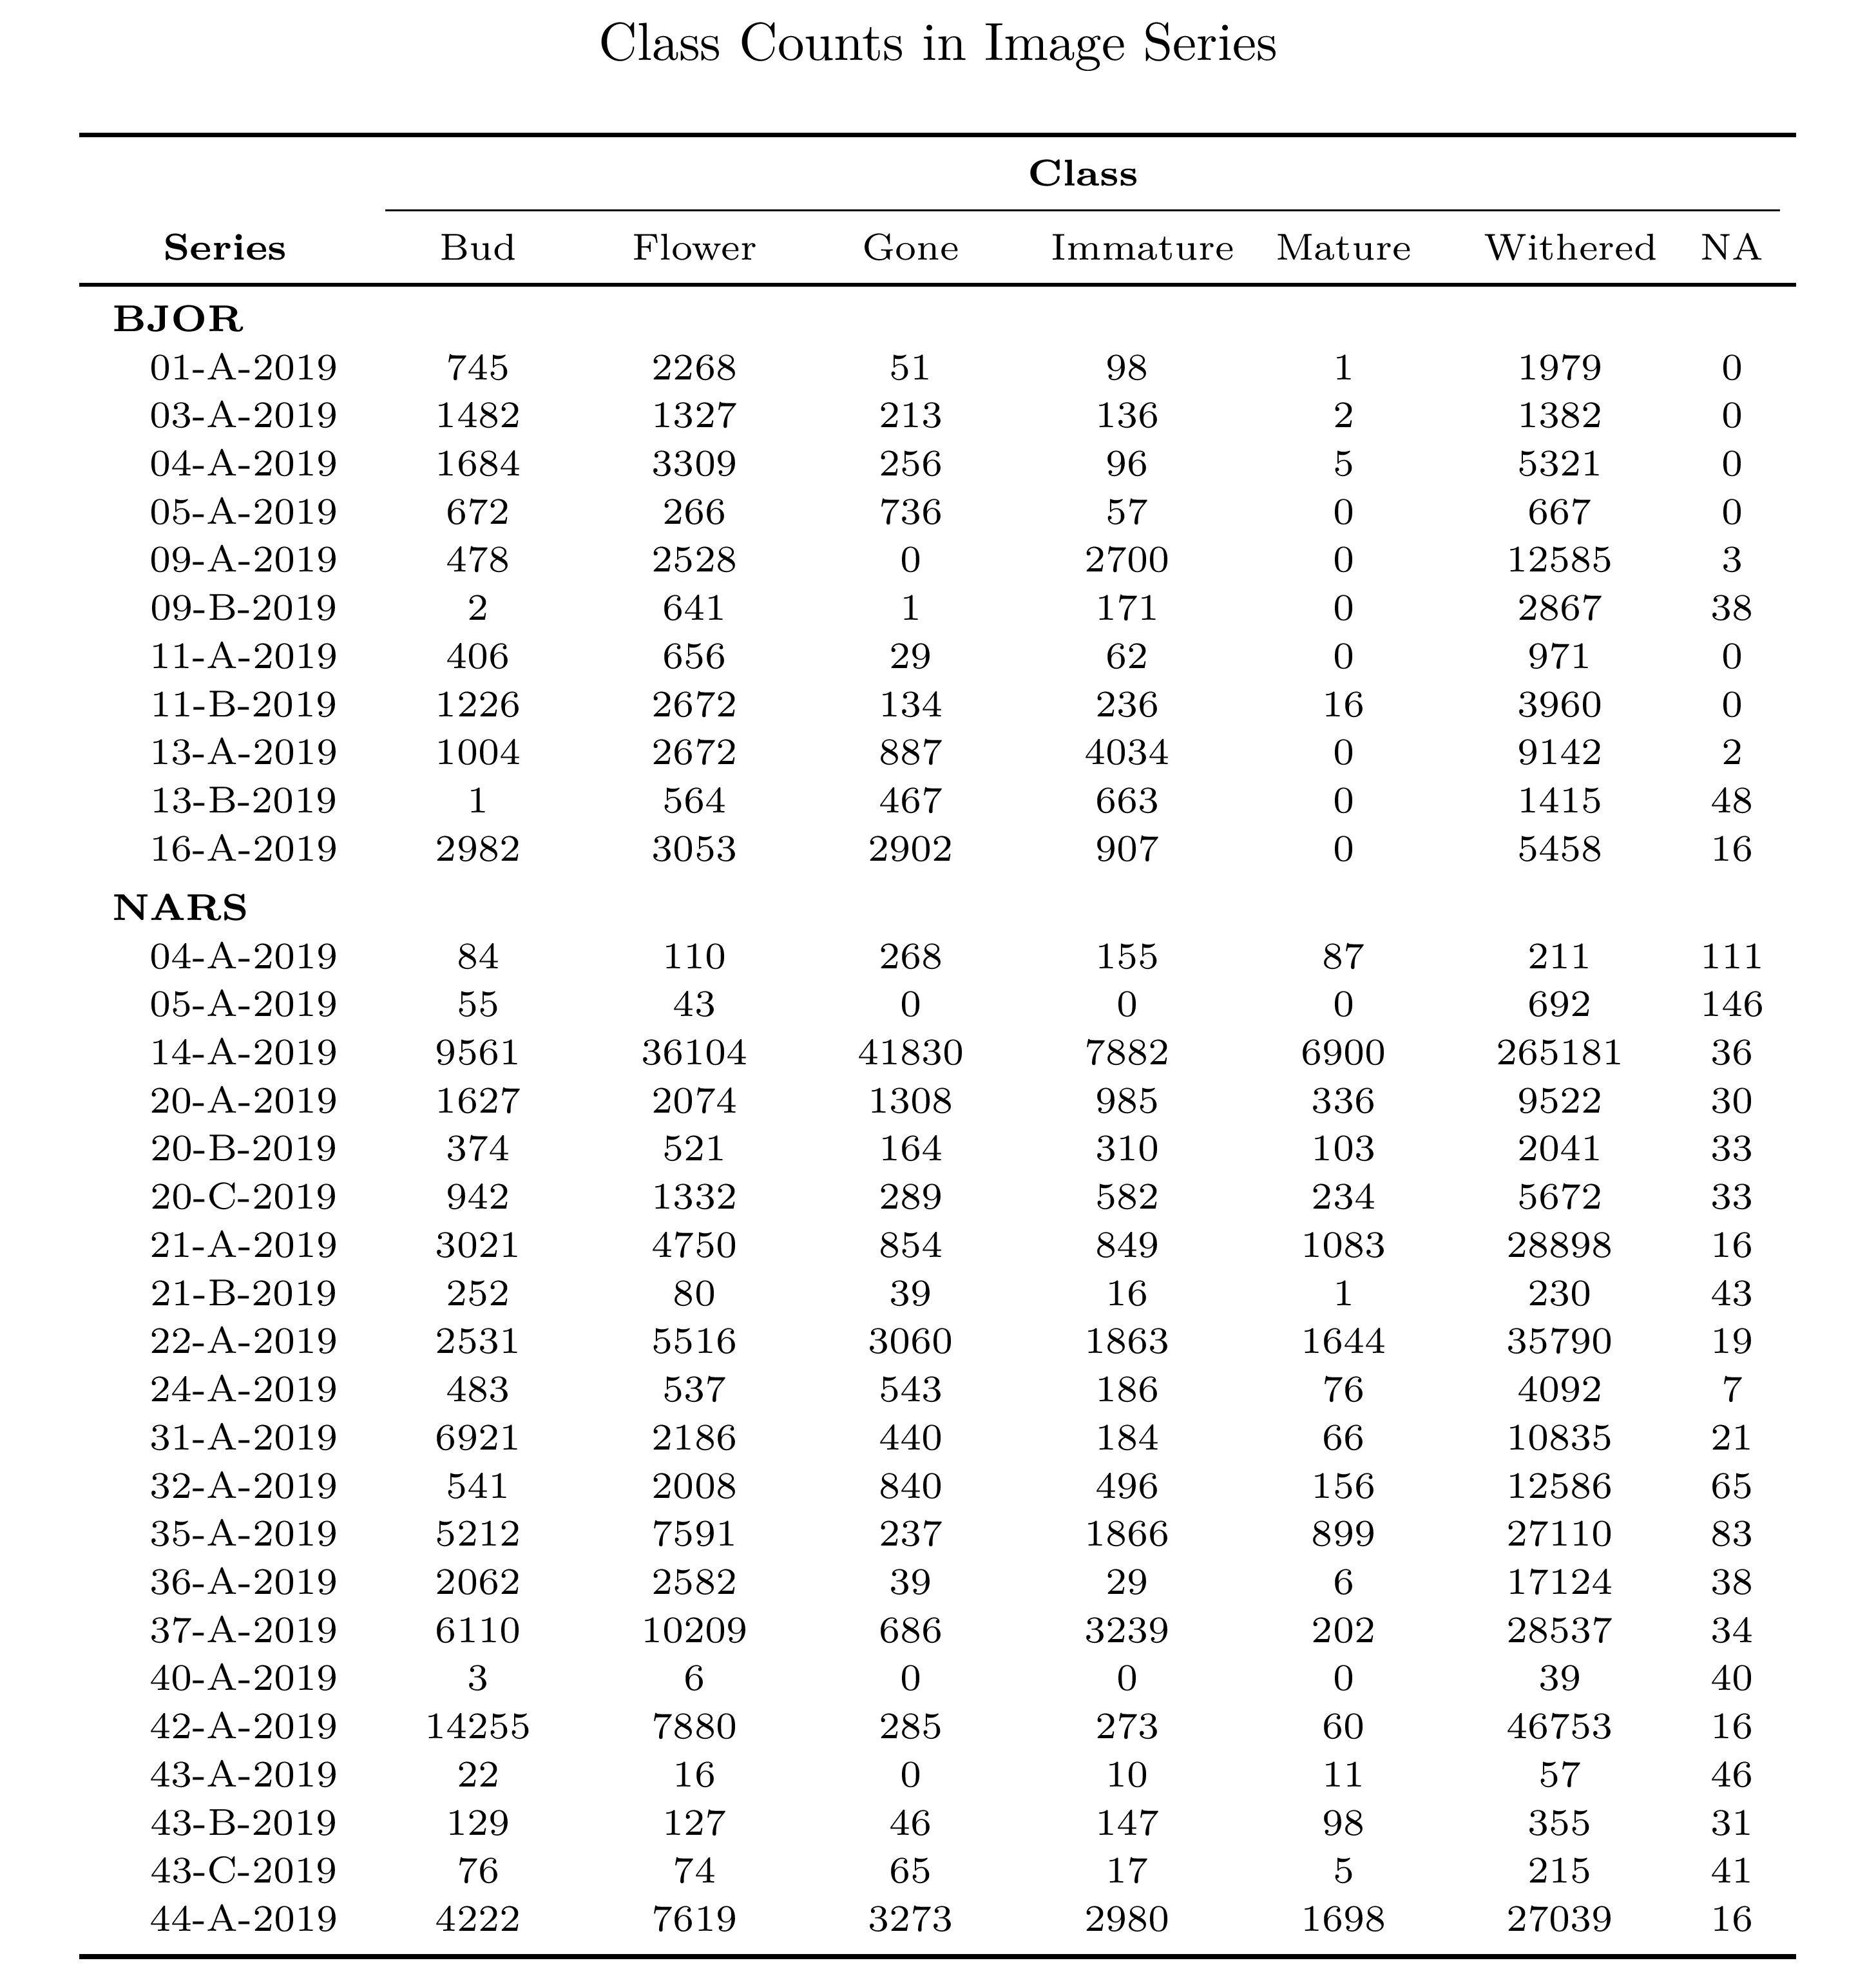 Class Counts in Image Series
Class
Series Bud Flower Gone Immature Mature Withered NA
BJOR
01-A-2019 745 2268 51 98 1 1979 0
03-A-2019 1482 1327 213 136 2 1382 0
04-A-2019 1684 3309 256 96 5 5321 0
05-A-2019 672 266 736 57 0 667 0
09-A-2019 478 2528 0 2700 0 12585 3
09-B-2019 2 641 1 171 0 2867 38
11-A-2019 406 656 29 62 0 971 0
11-B-2019 1226 2672 134 236 16 3960 0
13-A-2019 1004 2672 887 4034 0 9142 2
13-B-2019 1 564 467 663 0 1415 48
16-A-2019 2982 3053 2902 907 0 5458 16
NARS
04-A-2019 84 110 268 155 87 211 111
05-A-2019 55 43 0 0 0 692 146
14-A-2019 9561 36104 41830 7882 6900 265181 36
20-A-2019 1627 2074 1308 985 336 9522 30
20-B-2019 374 521 164 310 103 2041 33
20-C-2019 942 1332 289 582 234 5672 33
21-A-2019 3021 4750 854 849 1083 28898 16
21-B-2019 252 80 39 16 1 230 43
22-A-2019 2531 5516 3060 1863 1644 35790 19
24-A-2019 483 537 543 186 76 4092 7
31-A-2019 6921 2186 440 184 66 10835 21
32-A-2019 541 2008 840 496 156 12586 65
35-A-2019 5212 7591 237 1866 899 27110 83
36-A-2019 2062 2582 39 29 6 17124 38
37-A-2019 6110 10209 686 3239 202 28537 34
40-A-2019 3 6 0 0 0 39 40
42-A-2019 14255 7880 285 273 60 46753 16
43-A-2019 22 16 0 10 11 57 46
43-B-2019 129 127 46 147 98 355 31
43-C-2019 76 74 65 17 5 215 41
44-A-2019 4222 7619 3273 2980 1698 27039 16